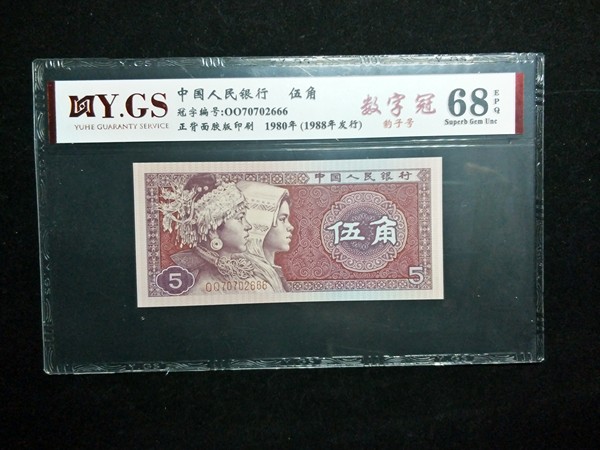 Y.GS
YUHE GUARANTY SERVICE
中国人民银行 伍角
冠字编号:OO70702666
正背面胶版印刷 1980年(1988年发行)
数字冠
豹子号
68
EPQ
Superb Gem Unc
中国人民银行
伍角
5
QQ70702666
5